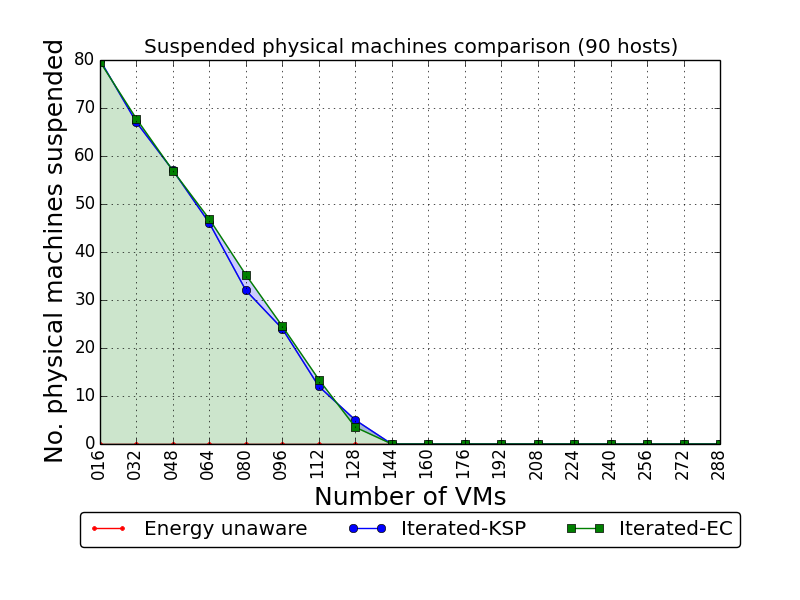 Suspended physical machines comparison (90 hosts)
No. physical machines suspended
80
70
60
50
40
30
20
10
0
016 032 048 064 080 096 112 128 144 160 176 192 208 224 240 256 272 288
Number of VMs
Energy unaware Iterated-KSP Iterated-EC